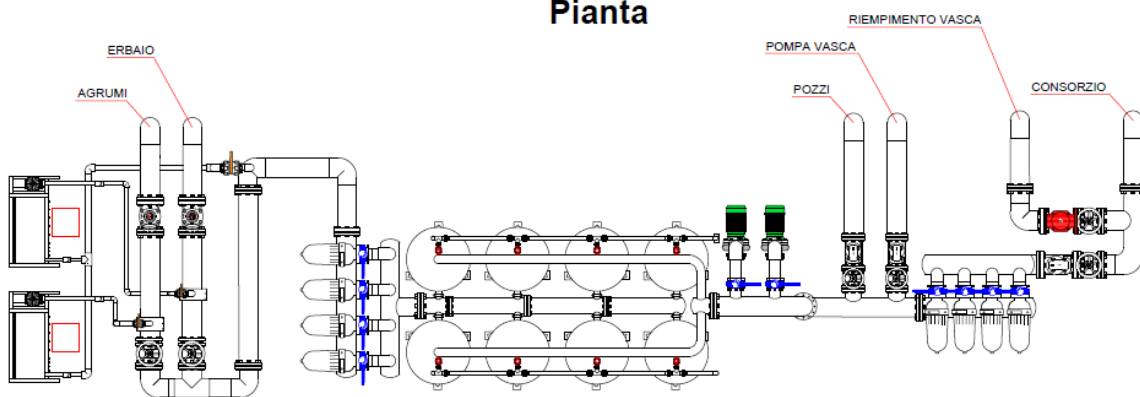 Pianta
RIEMPIMENTO VASCA
ERBAIO
POMPA VASCA
AGRUMI
POZZI
CONSORZIO